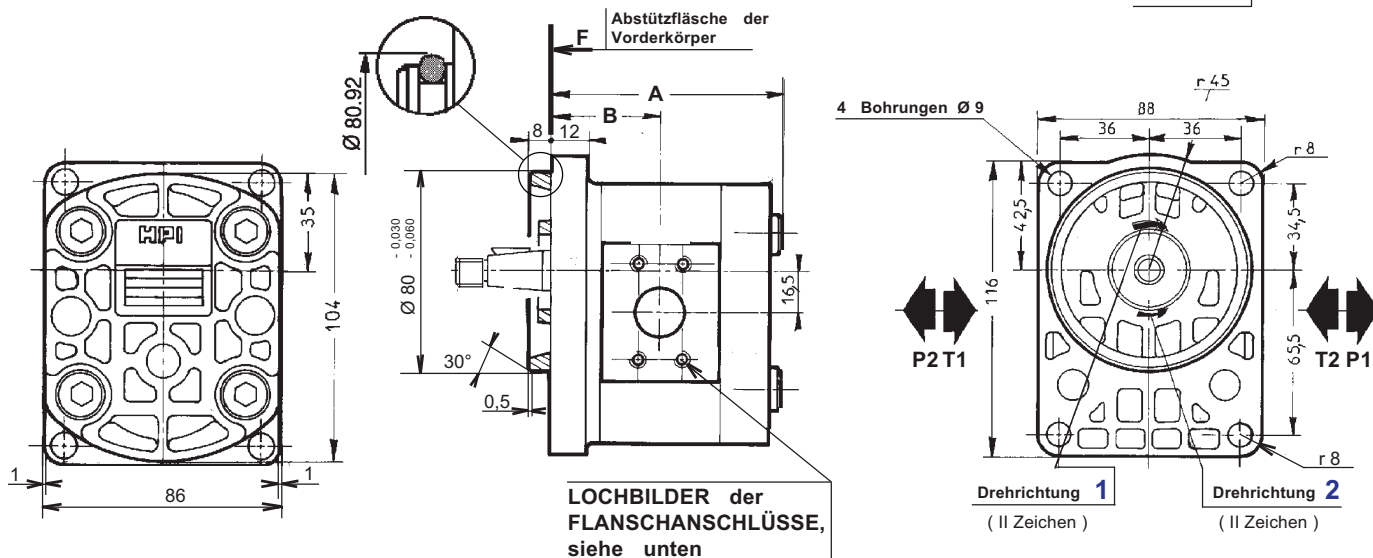 Abstützfläsche der
Vorderkörper
F
A
B
8
12
Ø 80.92
Ø 80 - 0,030 - 0,060
30°
0,5
16,5
HPI
35
104
1
86
1
LOCHBILDER der
FLANSCHANSCHLÜSSE,
siehe unten
r 45
4 Bohrungen Ø 9
88
36
36
r 8
42,5
34,5
116
65,5
P2 T1
T2 P1
r 8
Drehrichtung 1
( II Zeichen )
Drehrichtung 2
( II Zeichen )